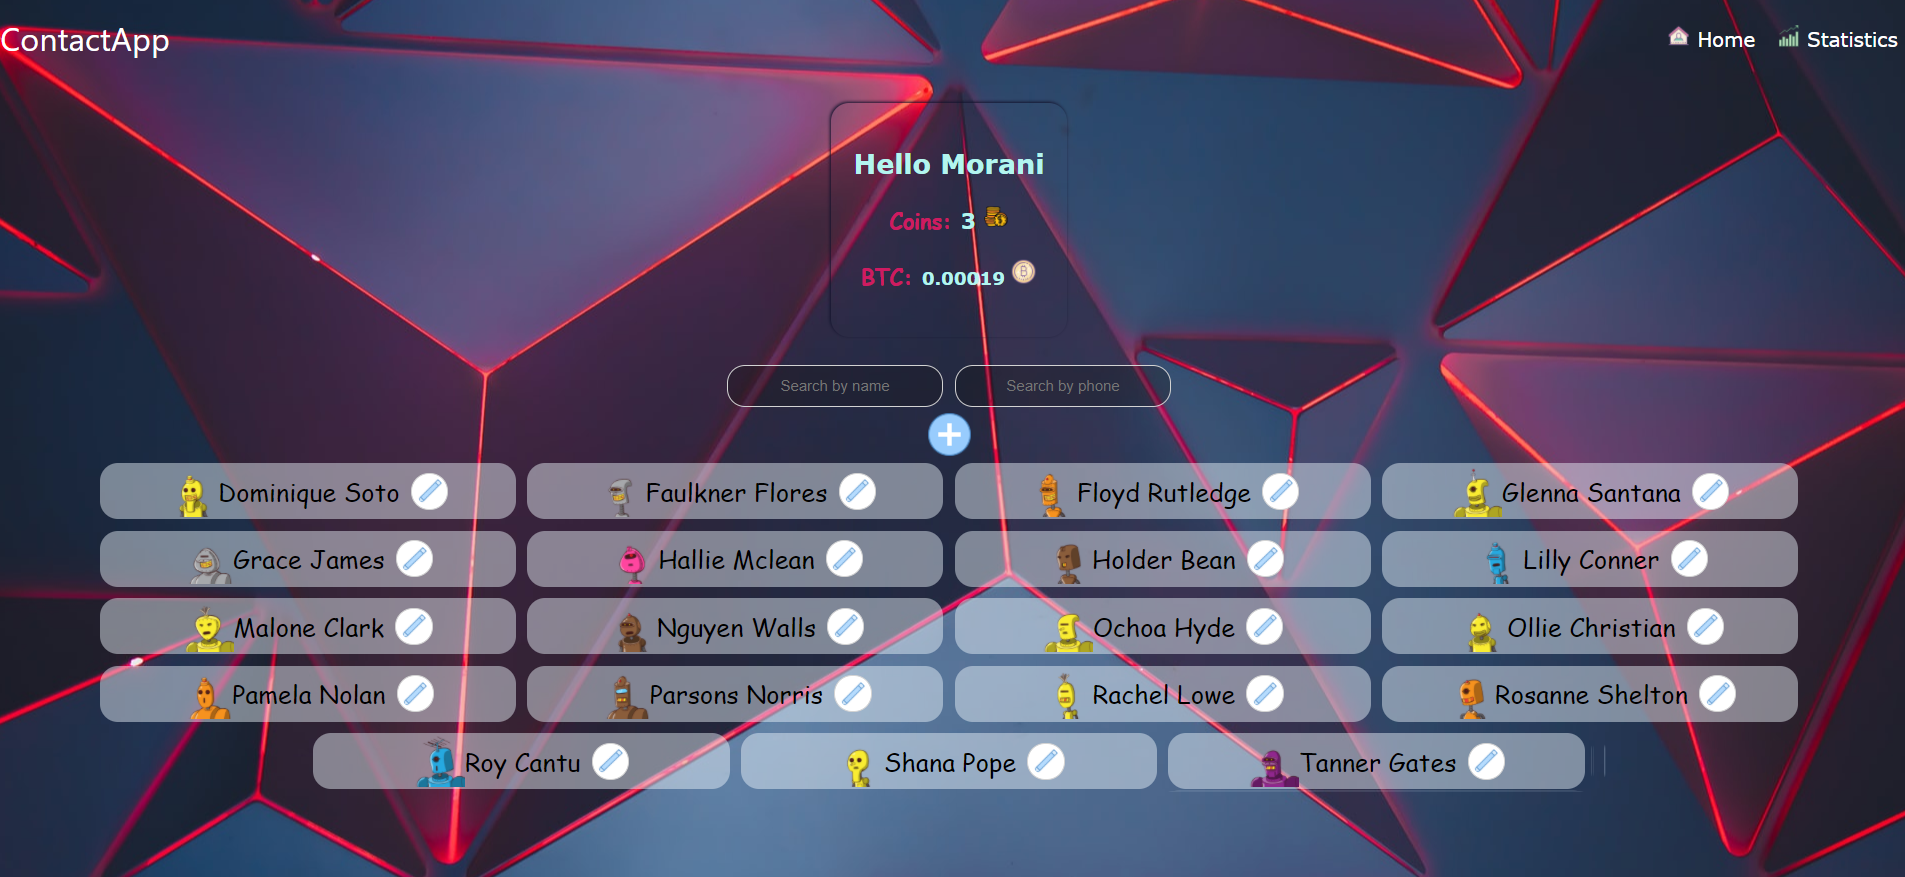 ContactApp
Home Statistics
Hello Morani
Coins: 3
BTC: 0.00019
Search by name Search by phone
Dominique Soto Faulkner Flores Floyd Rutledge Glenna Santana
Grace James Hallie Mclean Holder Bean Lilly Conner
Malone Clark Nguyen Walls Ochoa Hyde Ollie Christian
Pamela Nolan Parsons Norris Rachel Lowe Rosanne Shelton
Roy Cantu Shana Pope Tanner Gates